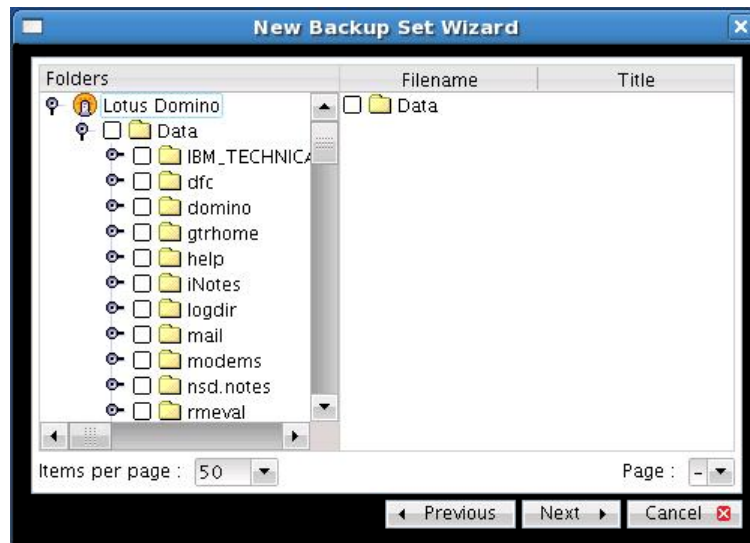 New Backup Set Wizard
Folders
Filename
Title
Lotus Domino
Data
IBM_TECHNICA
dfc
domino
gtrhome
help
iNotes
logdir
mail
modems
nsd.notes
rmeval
Data
Items per page : 50
Page : -
Previous
Next
Cancel